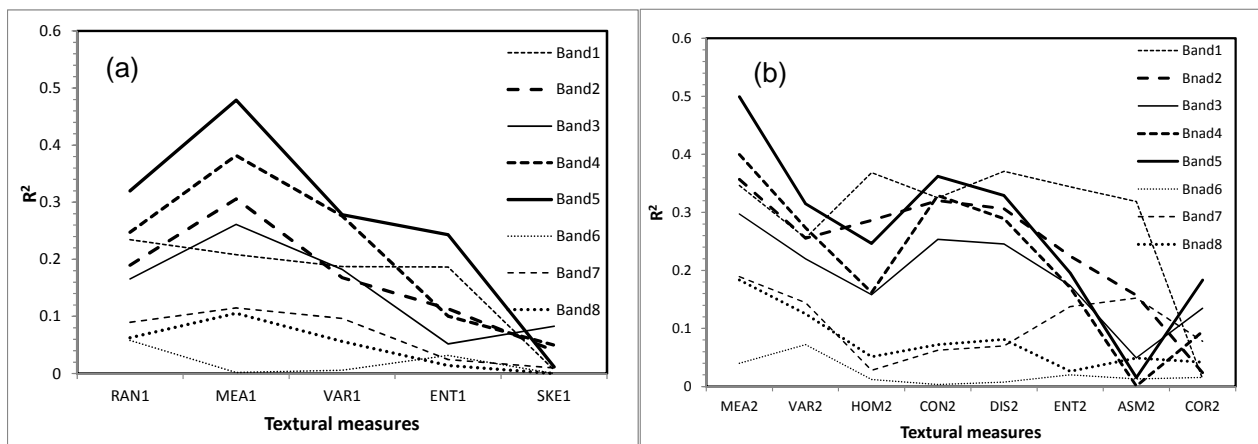 (a)
R²
0.6
0.5
0.4
0.3
0.2
0.1
0
RAN1 MEA1 VAR1 ENT1 SKE1
Textural measures
Band1
Band2
Band3
Band4
Band5
Band6
Band7
Band8
(b)
R²
0.6
0.5
0.4
0.3
0.2
0.1
0
MEA2 VAR2 HOM2 CON2 DIS2 ENT2 ASM2 COR2
Textural measures
Band1
Bnad2
Band3
Bnad4
Band5
Bnad6
Band7
Bnad8